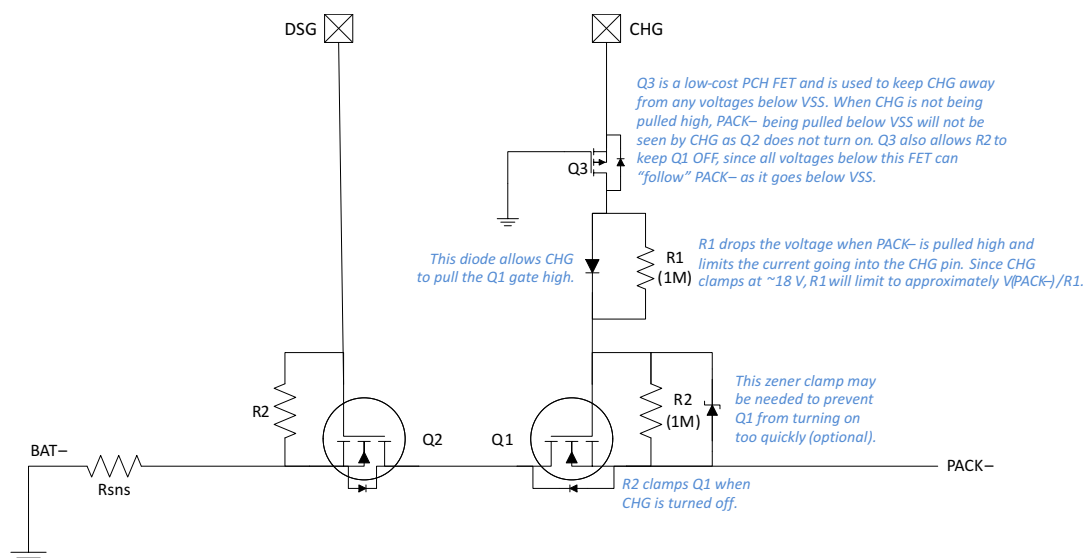 DSG
CHG
Q3 is a low-cost PCH FET and is used to keep CHG away
from any voltages below VSS. When CHG is not being
pulled high, PACK– being pulled below VSS will not be
seen by CHG as Q2 does not turn on. Q3 also allows R2 to
keep Q1 OFF, since all voltages below this FET can
“follow” PACK– as it goes below VSS.
Q3
This diode allows CHG
to pull the Q1 gate high.
R1
(1M)
R1 drops the voltage when PACK– is pulled high and
limits the current going into the CHG pin. Since CHG
clamps at ~18 V, R1 will limit to approximately V(PACK–)/R1.
R2
Q2
Q1
R2
(1M)
This zener clamp may
be needed to prevent
Q1 from turning on
too quickly (optional).
BAT–
Rsns
PACK–
R2 clamps Q1 when
CHG is turned off.